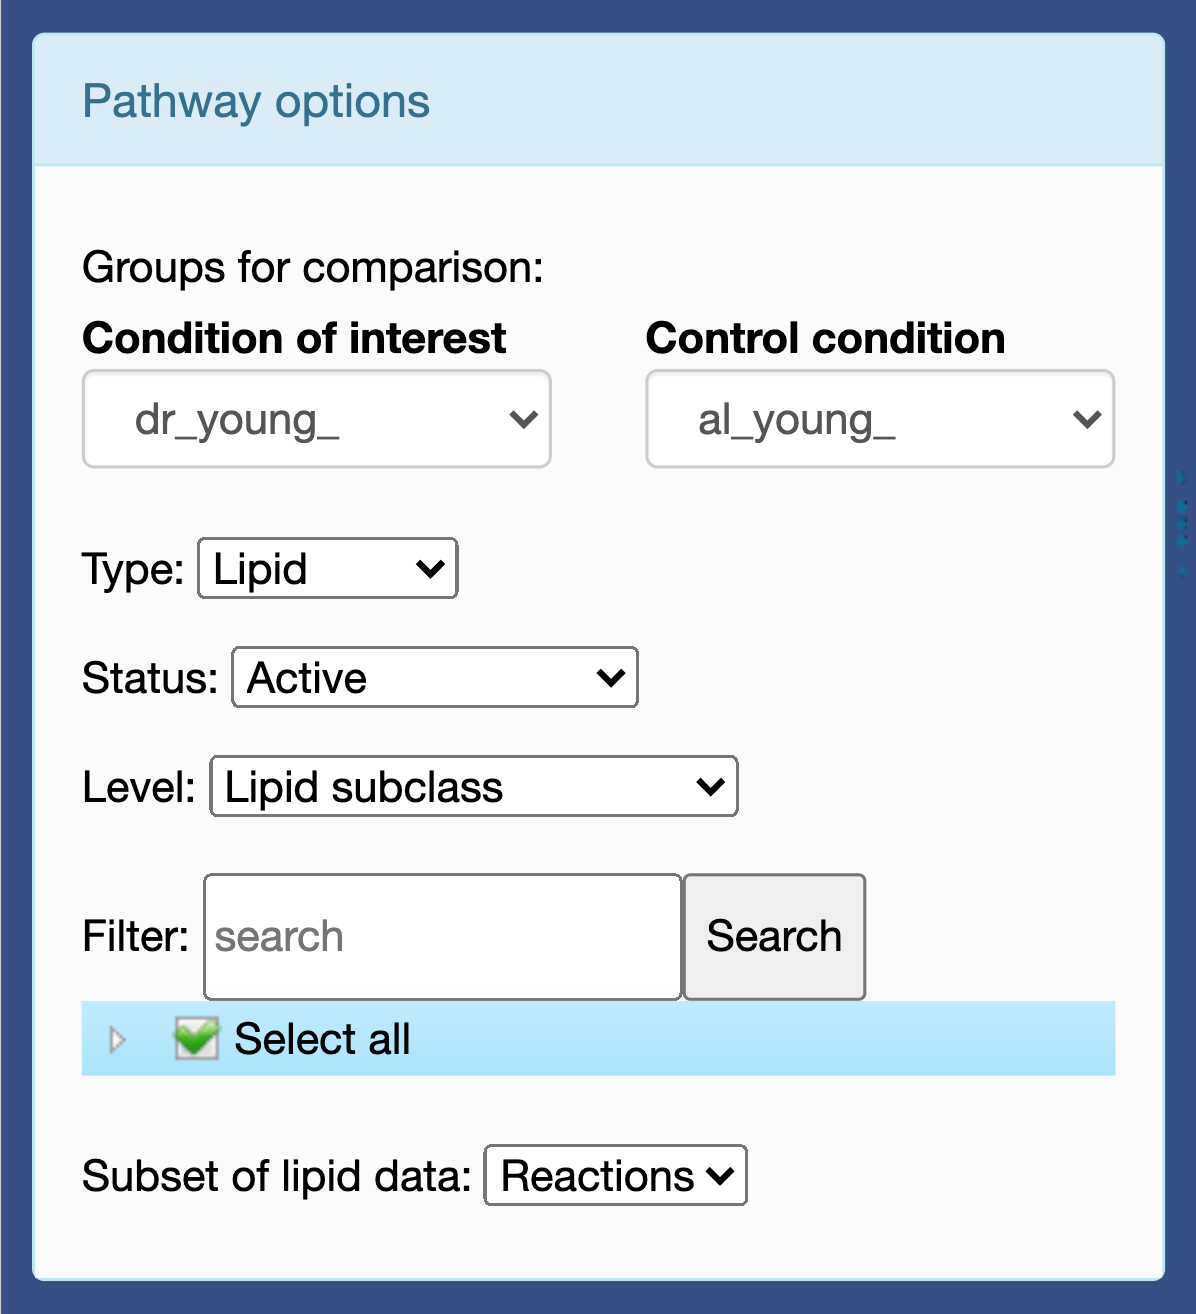 Pathway options
Groups for comparison:
Condition of interest Control condition
dr_young_ al_young_
Type: Lipid
Status: Active
Level: Lipid subclass
Filter: search Search
Select all
Subset of lipid data: Reactions